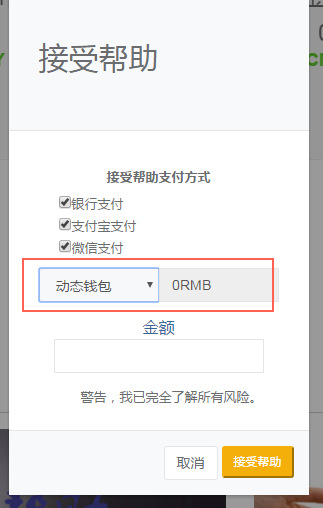 接受帮助
接受帮助支付方式
银行支付
支付宝支付
微信支付
动态钱包 0RMB
金额
警告，我已完全了解所有风险。
取消 接受帮助